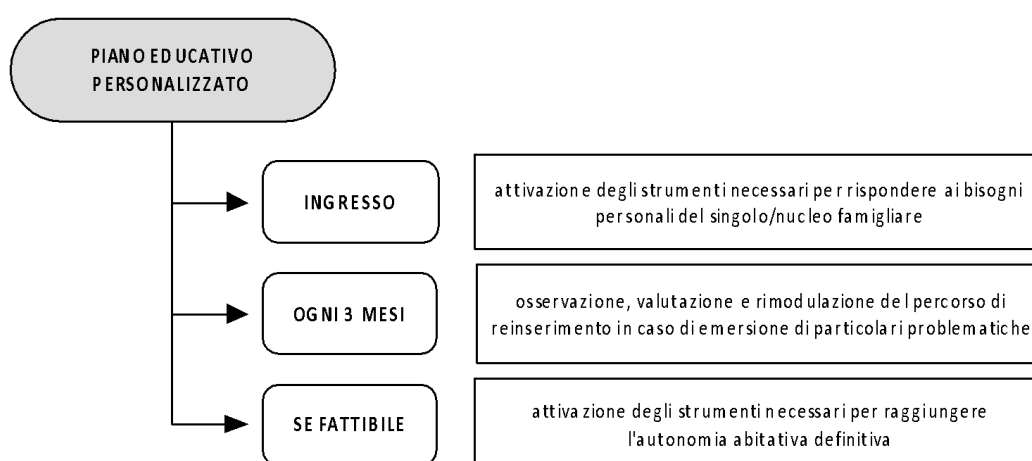 PIANO EDUCATIVO
PERSONALIZZATO
INGRESSO
attivazione degli strumenti necessari per rispondere ai bisogni
personali del singolo/nucleo famigliare
OGNI 3 MESI
osservazione, valutazione e rimodulazione del percorso di
reinserimento in caso di emersione di particolari problematiche
SE FATTIBILE
attivazione degli strumenti necessari per raggiungere
l'autonomia abitativa definitiva